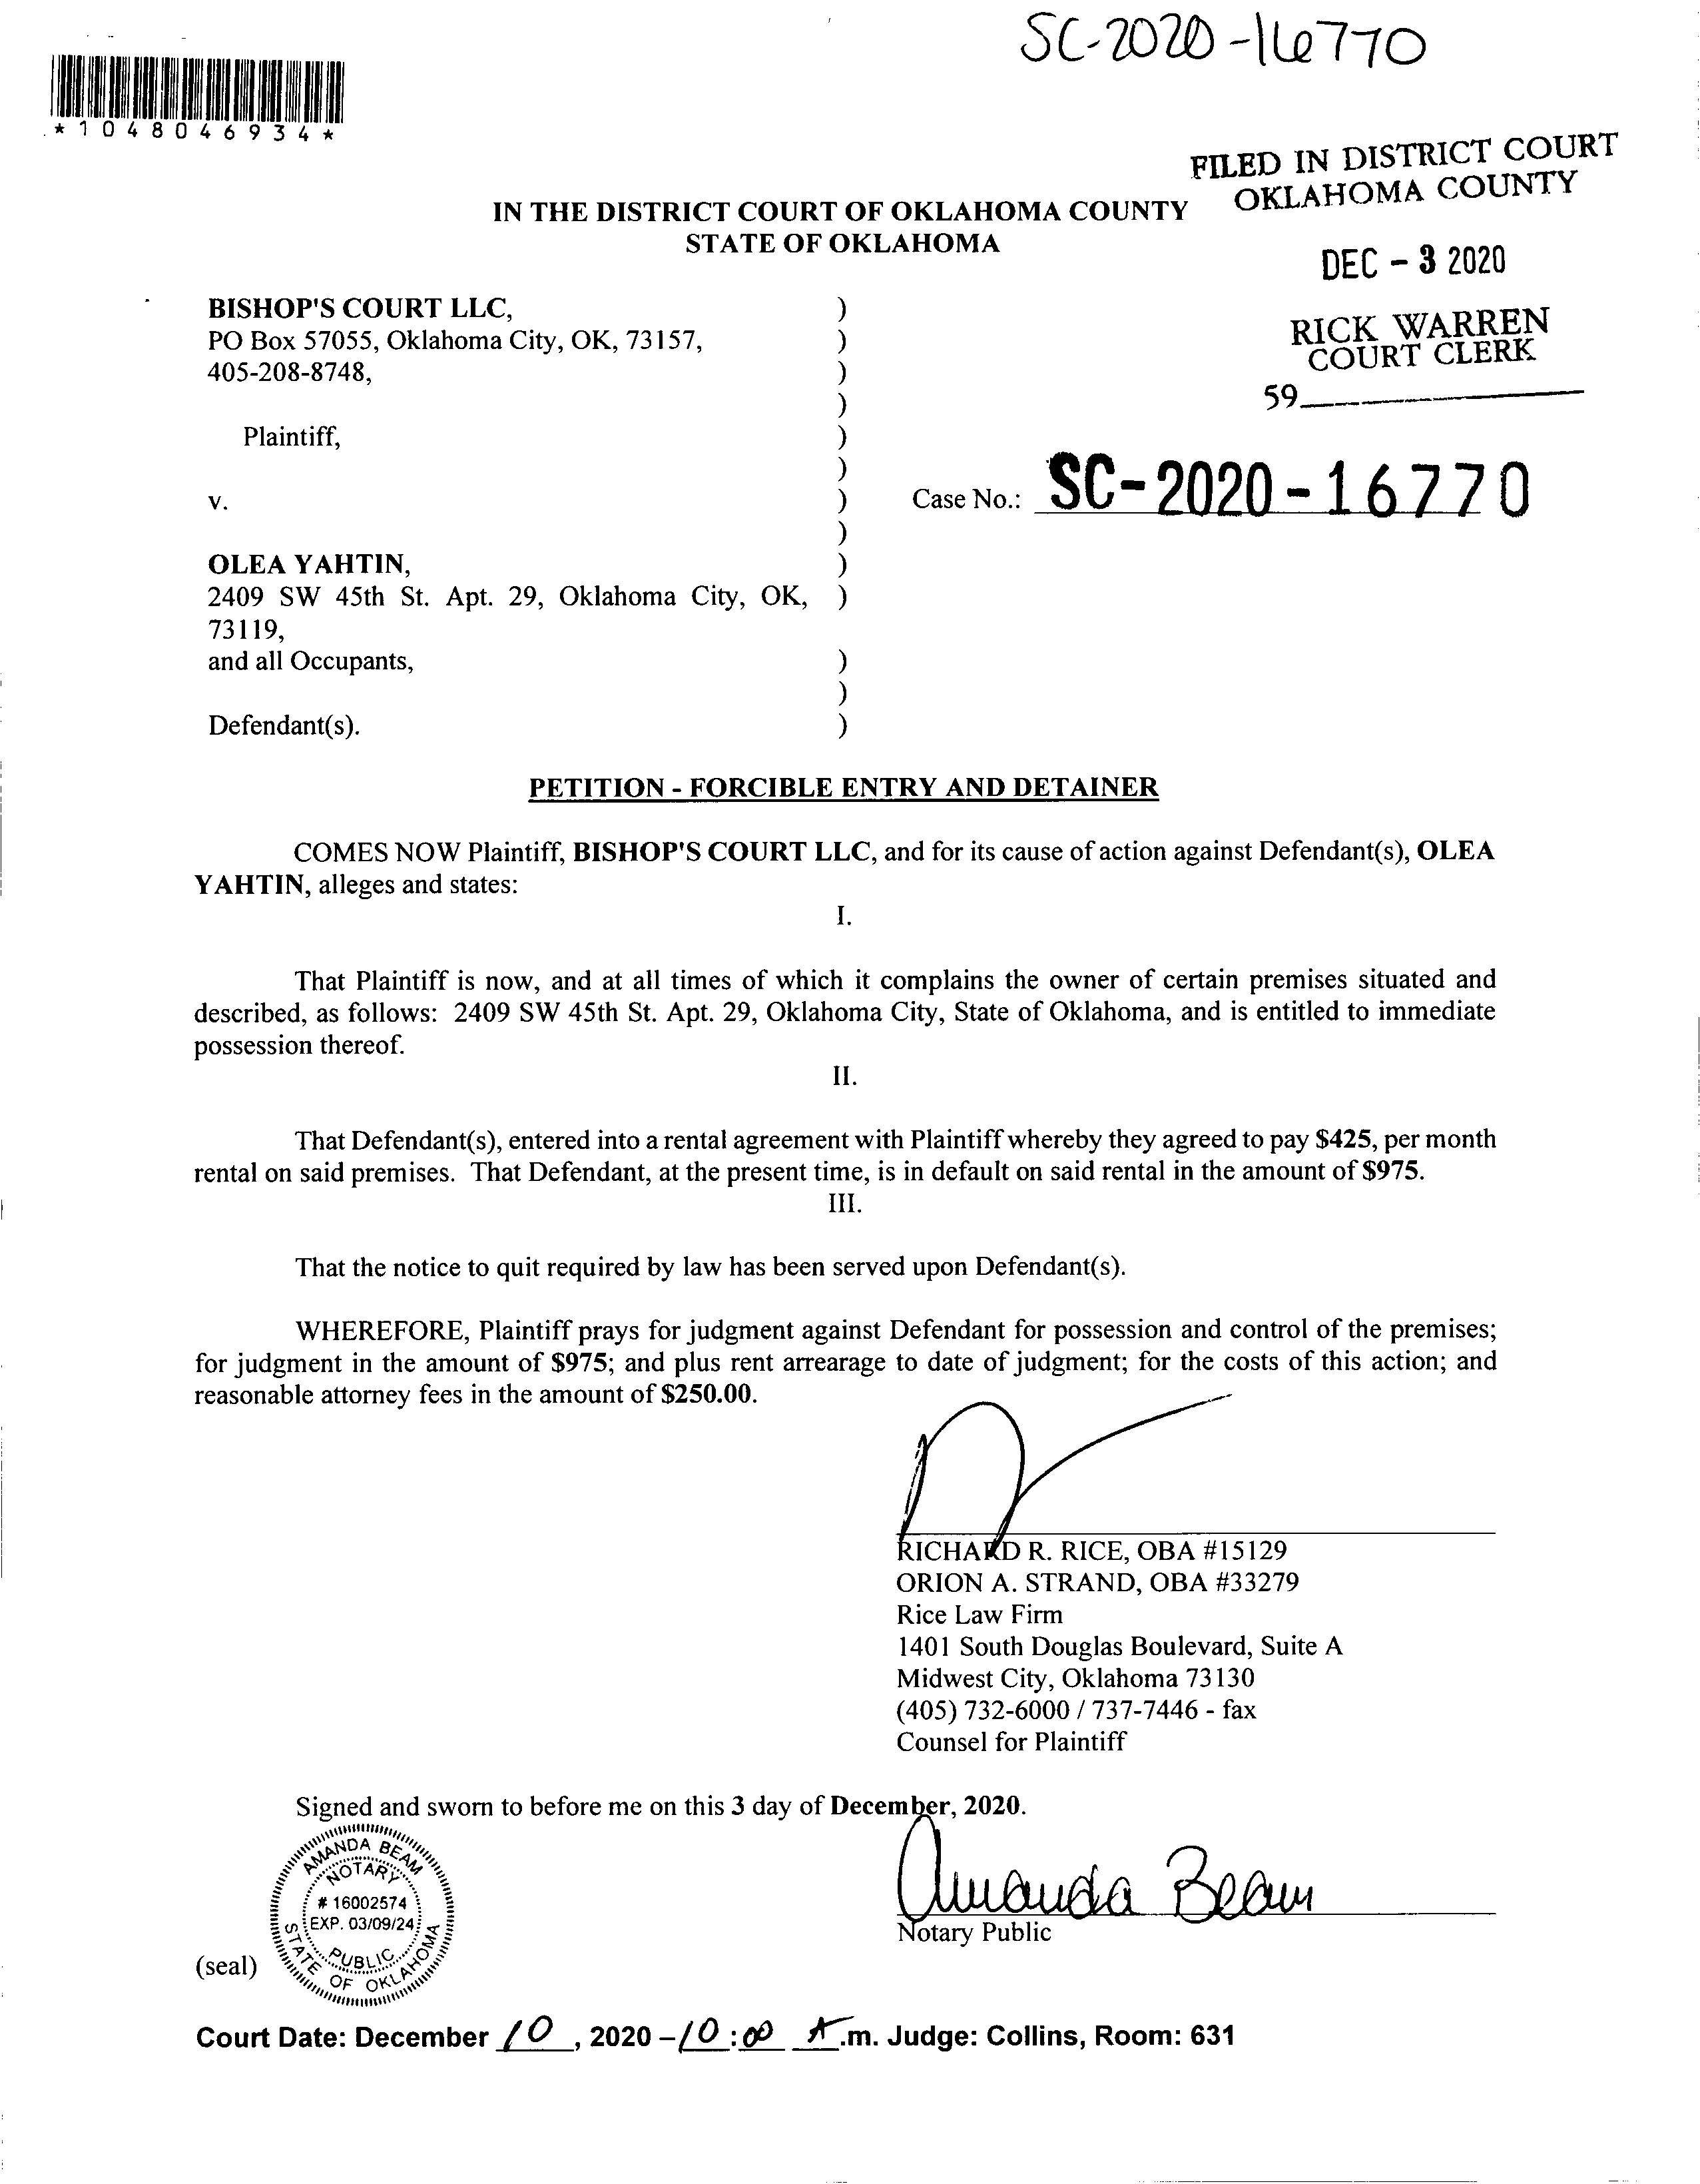 SC-2020-16770
*1048046934*
FILED IN DISTRICT COURT
OKLAHOMA COUNTY
IN THE DISTRICT COURT OF OKLAHOMA COUNTY
STATE OF OKLAHOMA
DEC - 3 2020
RICK WARREN
COURT CLERK
59
BISHOP'S COURT LLC, )
PO Box 57055, Oklahoma City, OK, 73157, )
405-208-8748, )
)
Plaintiff, )
)
v. )
Case No.: SC-2020-16770
)
OLEA YAHTIN, )
2409 SW 45th St. Apt. 29, Oklahoma City, OK, )
73119,
and all Occupants, )
)
Defendant(s). )
PETITION - FORCIBLE ENTRY AND DETAINER
COMES NOW Plaintiff, BISHOP'S COURT LLC, and for its cause of action against Defendant(s), OLEA
YAHTIN, alleges and states:
I.
That Plaintiff is now, and at all times of which it complains the owner of certain premises situated and
described, as follows: 2409 SW 45th St. Apt. 29, Oklahoma City, State of Oklahoma, and is entitled to immediate
possession thereof.
II.
That Defendant(s), entered into a rental agreement with Plaintiff whereby they agreed to pay $425, per month
rental on said premises. That Defendant, at the present time, is in default on said rental in the amount of $975.
III.
That the notice to quit required by law has been served upon Defendant(s).
WHEREFORE, Plaintiff prays for judgment against Defendant for possession and control of the premises;
for judgment in the amount of $975; and plus rent arrearage to date of judgment; for the costs of this action; and
reasonable attorney fees in the amount of $250.00.
RICHARD R. RICE, OBA #15129
ORION A. STRAND, OBA #33279
Rice Law Firm
1401 South Douglas Boulevard, Suite A
Midwest City, Oklahoma 73130
(405) 732-6000 / 737-7446 - fax
Counsel for Plaintiff
Signed and sworn to before me on this 3 day of December, 2020.
AMANDA BEAM
NOTARY
# 16002574
EXP. 03/09/24
PUBLIC
STATE OF OKLAHOMA
Amanda Beam
Notary Public
(seal)
Court Date: December 10, 2020 - 10:00 A.m. Judge: Collins, Room: 631